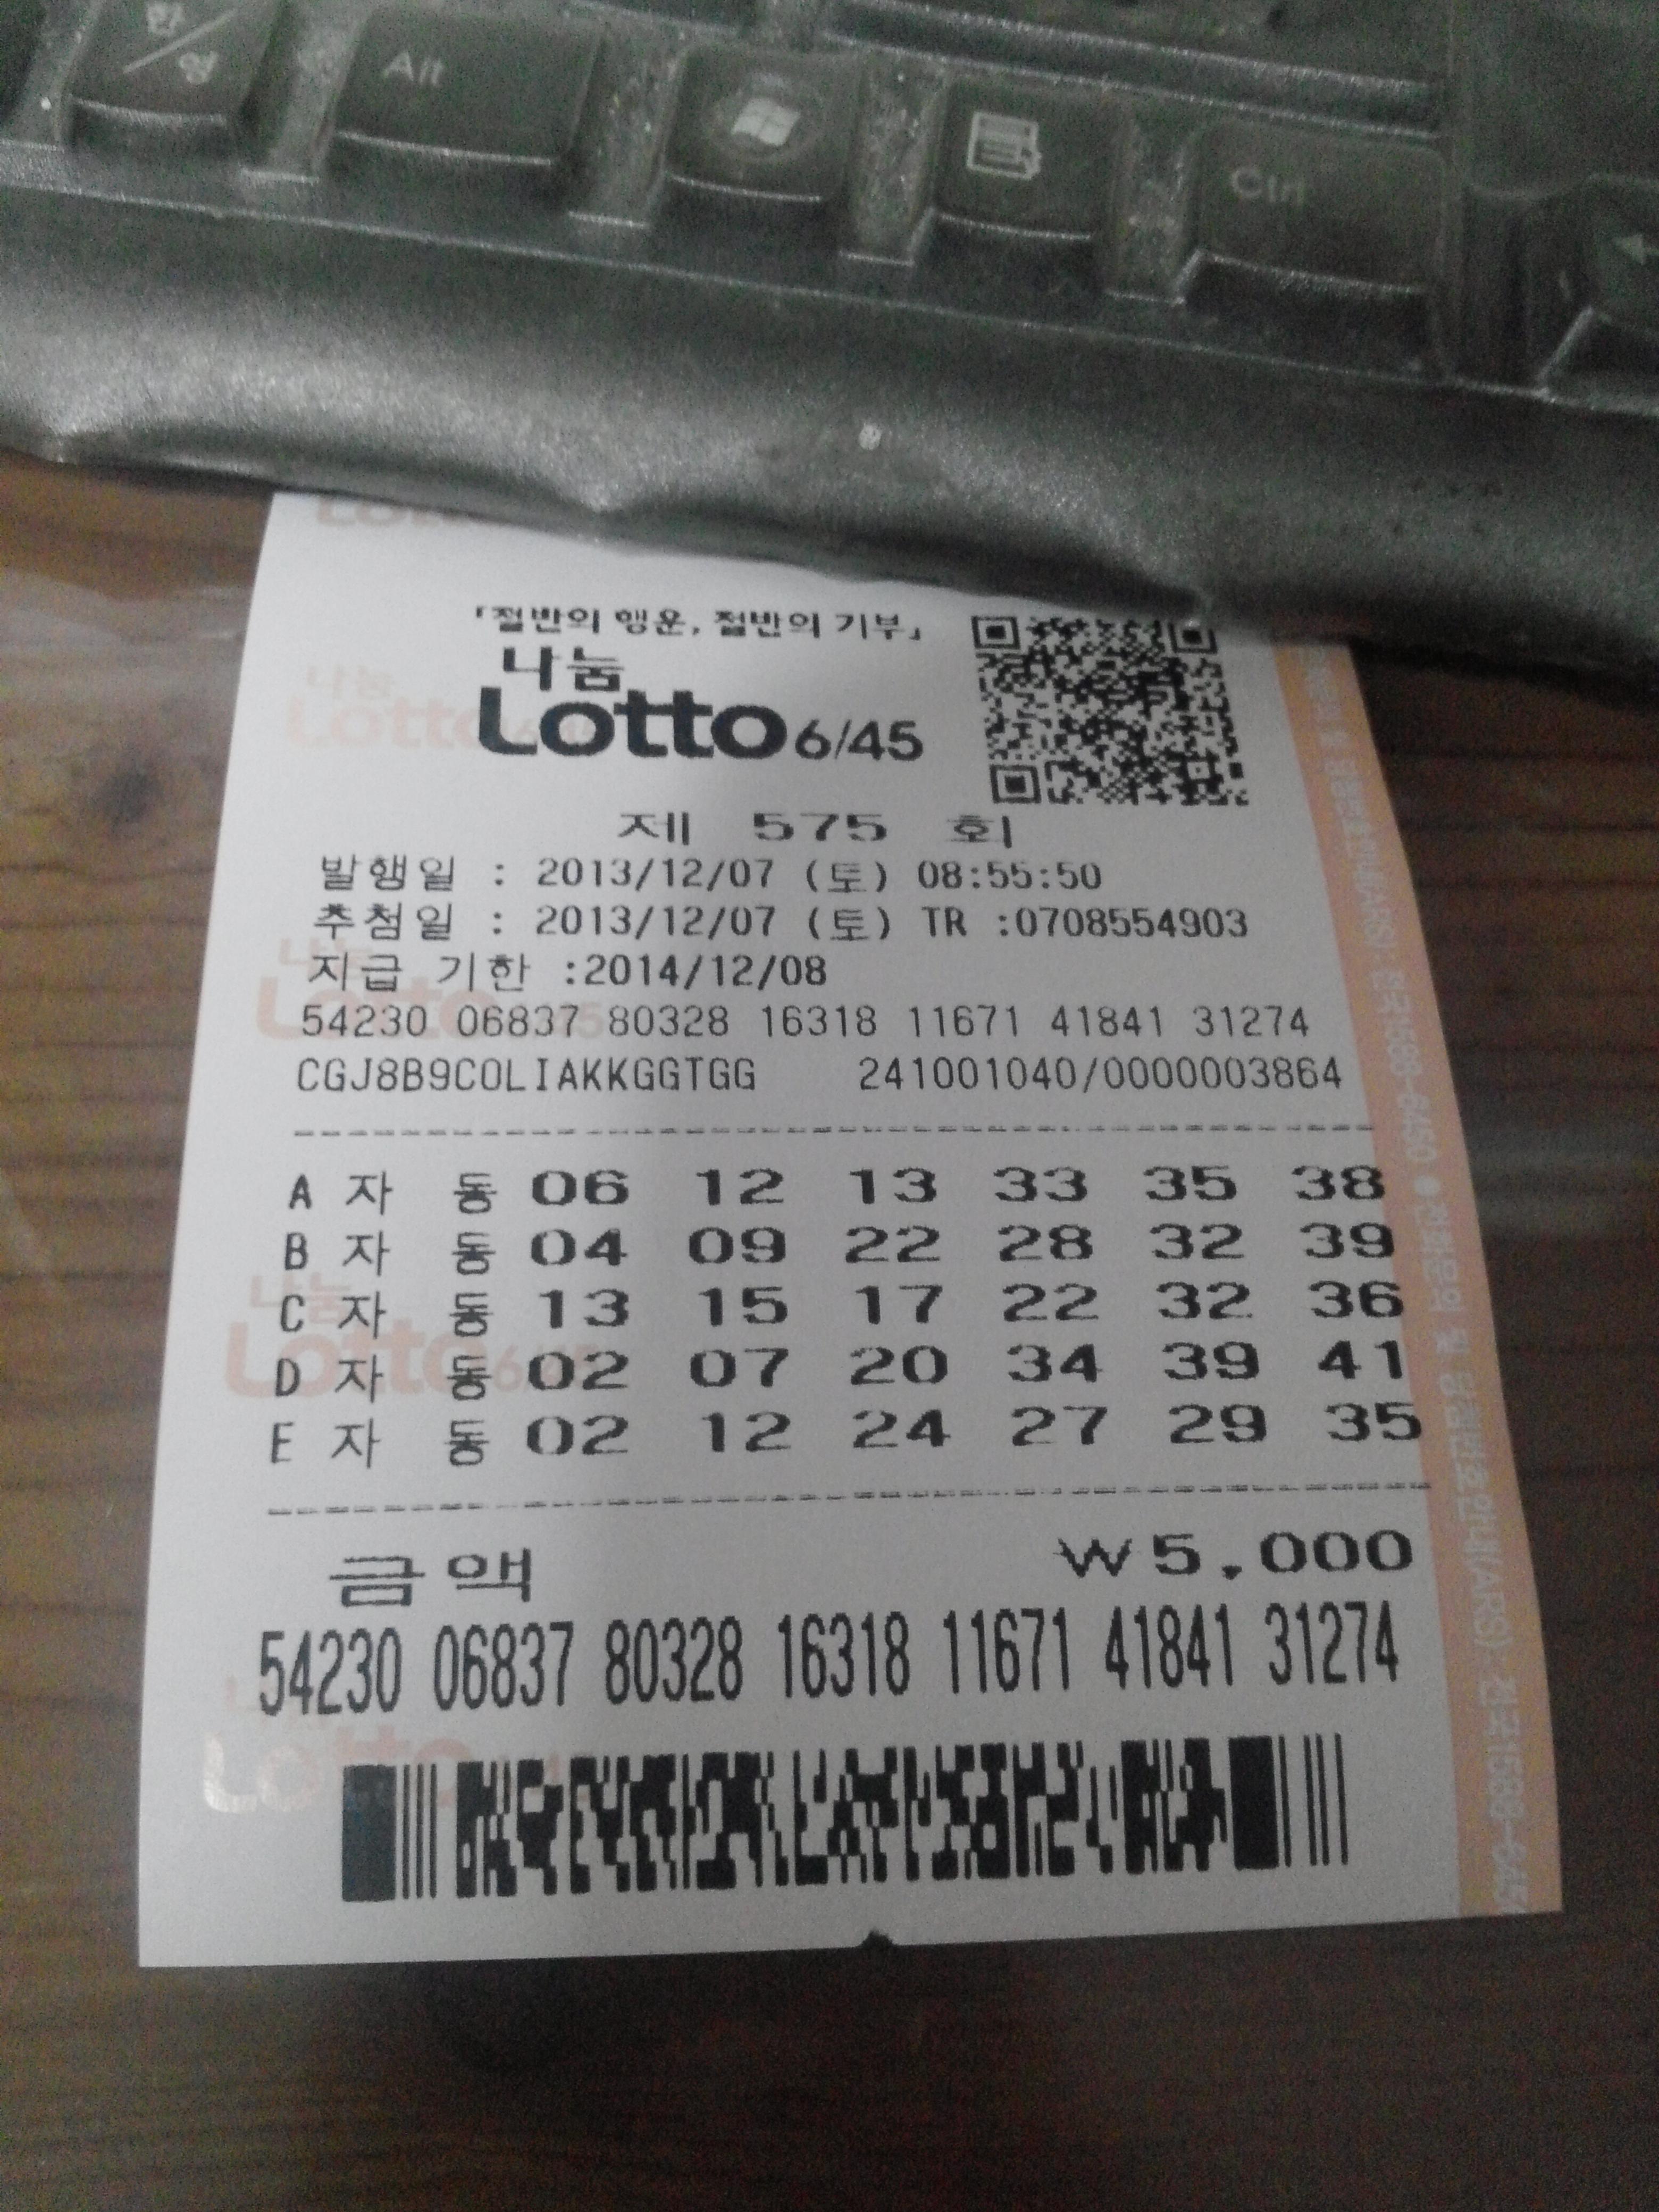 한/영
Alt
Ctrl
「절반의 행운, 절반의 기부」
나눔
Lotto 6/45
제 575 회
발행일 : 2013/12/07 (토) 08:55:50
추첨일 : 2013/12/07 (토) TR :0708554903
지급 기한 :2014/12/08
54230 06837 80328 16318 11671 41841 31274
CGJ8B9COLIAKKGGTGG 241001040/0000003864
A 자 동 06 12 13 33 35 38
B 자 동 04 09 22 28 32 39
C 자 동 13 15 17 22 32 36
D 자 동 02 07 20 34 39 41
E 자 동 02 12 24 27 29 35
금액 ₩5,000
54230 06837 80328 16318 11671 41841 31274